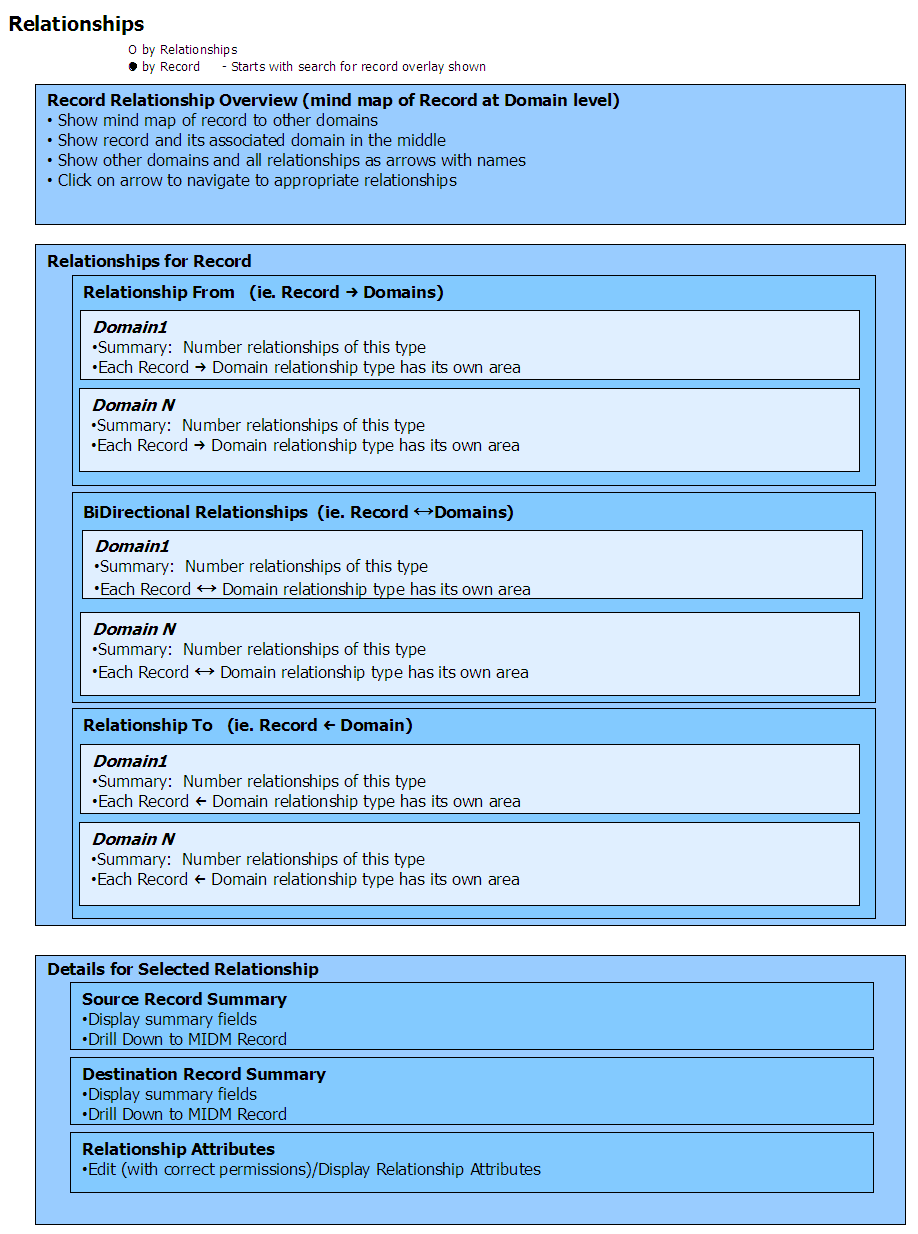 Relationships
O by Relationships
● by Record - Starts with search for record overlay shown
Record Relationship Overview (mind map of Record at Domain level)
• Show mind map of record to other domains
• Show record and its associated domain in the middle
• Show other domains and all relationships as arrows with names
• Click on arrow to navigate to appropriate relationships
Relationships for Record
Relationship From (ie. Record → Domains)
Domain1
•Summary: Number relationships of this type
•Each Record → Domain relationship type has its own area
Domain N
•Summary: Number relationships of this type
•Each Record → Domain relationship type has its own area
BiDirectional Relationships (ie. Record ↔Domains)
Domain1
•Summary: Number relationships of this type
•Each Record ↔ Domain relationship type has its own area
Domain N
•Summary: Number relationships of this type
•Each Record ↔ Domain relationship type has its own area
Relationship To (ie. Record ← Domain)
Domain1
•Summary: Number relationships of this type
•Each Record ← Domain relationship type has its own area
Domain N
•Summary: Number relationships of this type
•Each Record ← Domain relationship type has its own area
Details for Selected Relationship
Source Record Summary
•Display summary fields
•Drill Down to MIDM Record
Destination Record Summary
•Display summary fields
•Drill Down to MIDM Record
Relationship Attributes
•Edit (with correct permissions)/Display Relationship Attributes